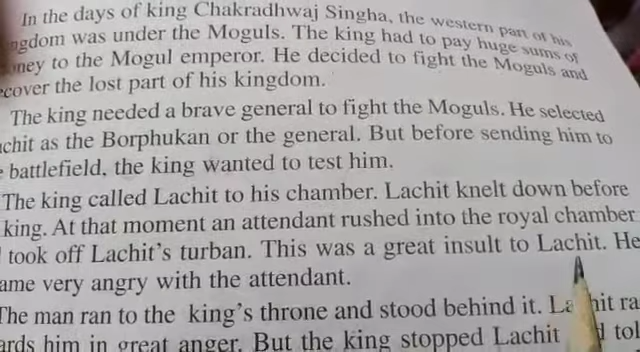 In the days of king Chakradhwaj Singha, the western part of his
ngdom was under the Moguls. The king had to pay huge sums of
oney to the Mogul emperor. He decided to fight the Moguls and
ecover the lost part of his kingdom.
The king needed a brave general to fight the Moguls. He selected
achit as the Borphukan or the general. But before sending him to
e battlefield, the king wanted to test him.
The king called Lachit to his chamber. Lachit knelt down before
king. At that moment an attendant rushed into the royal chamber
took off Lachit's turban. This was a great insult to Lachit. He
ame very angry with the attendant.
The man ran to the king's throne and stood behind it. La hit ra
ards him in great anger. But the king stopped Lachit d tol